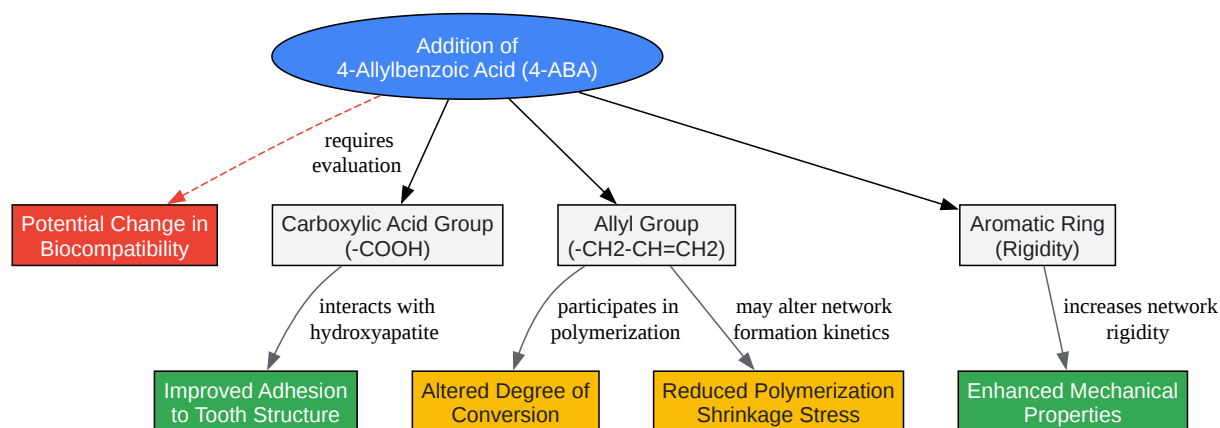 Addition of
4-Allylbenzoic Acid (4-ABA)
requires
evaluation
Potential Change in
Biocompatibility
Carboxylic Acid Group
(-COOH)
Allyl Group
(-CH2-CH=CH2)
Aromatic Ring
(Rigidity)
interacts with
hydroxyapatite
participates in
polymerization
may alter network
formation kinetics
increases network
rigidity
Improved Adhesion
to Tooth Structure
Altered Degree of
Conversion
Reduced Polymerization
Shrinkage Stress
Enhanced Mechanical
Properties